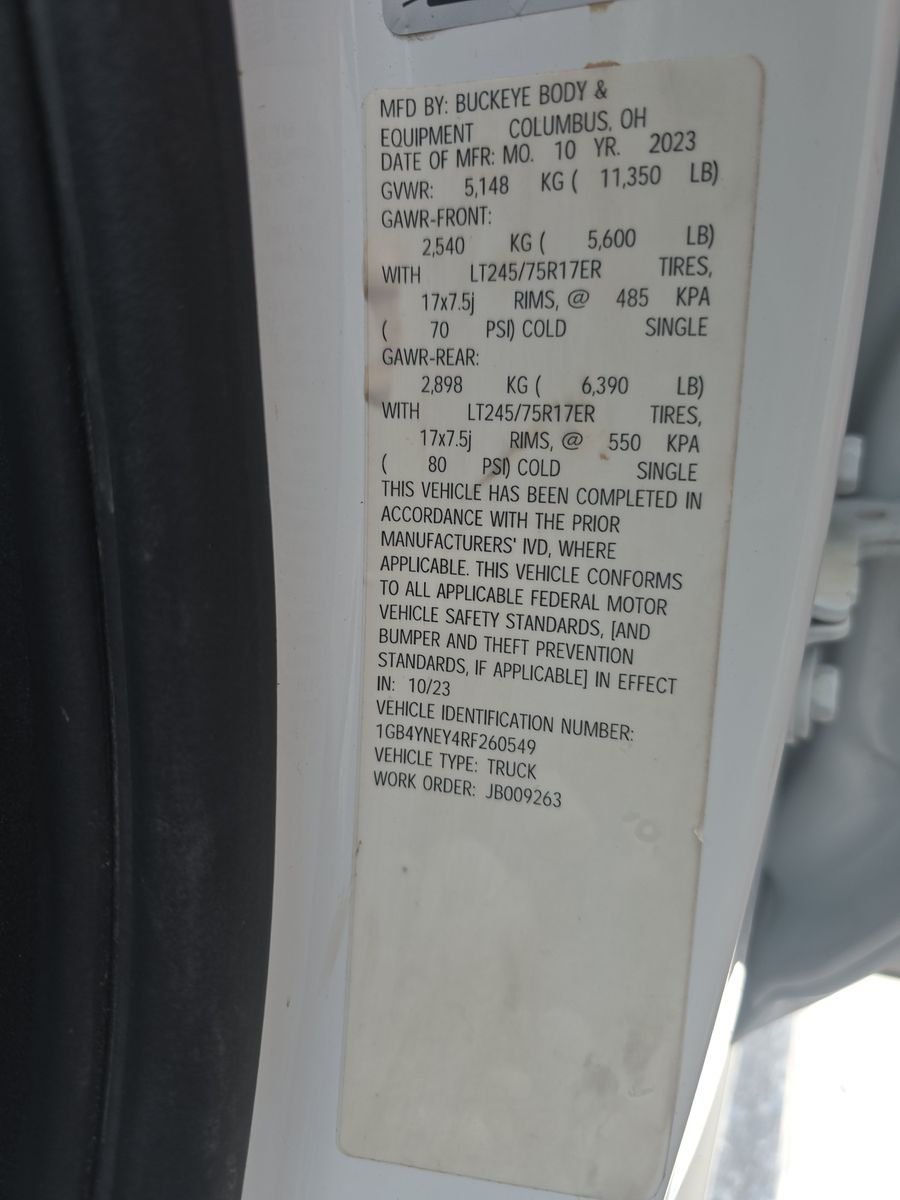 MFD BY: BUCKEYE BODY &
EQUIPMENT COLUMBUS, OH
DATE OF MFR: MO. 10 YR. 2023
GVWR: 5,148 KG ( 11,350 LB)
GAWR-FRONT:
2,540 KG ( 5,600 LB)
WITH LT245/75R17ER TIRES,
17x7.5j RIMS, @ 485 KPA
( 70 PSI) COLD SINGLE
GAWR-REAR:
2,898 KG ( 6,390 LB)
WITH LT245/75R17ER TIRES,
17x7.5j RIMS, @ 550 KPA
( 80 PSI) COLD SINGLE
THIS VEHICLE HAS BEEN COMPLETED IN
ACCORDANCE WITH THE PRIOR
MANUFACTURERS' IVD, WHERE
APPLICABLE. THIS VEHICLE CONFORMS
TO ALL APPLICABLE FEDERAL MOTOR
VEHICLE SAFETY STANDARDS, [AND
BUMPER AND THEFT PREVENTION
STANDARDS, IF APPLICABLE] IN EFFECT
IN: 10/23
VEHICLE IDENTIFICATION NUMBER:
1GB4YNEY4RF260549
VEHICLE TYPE: TRUCK
WORK ORDER: JB009263